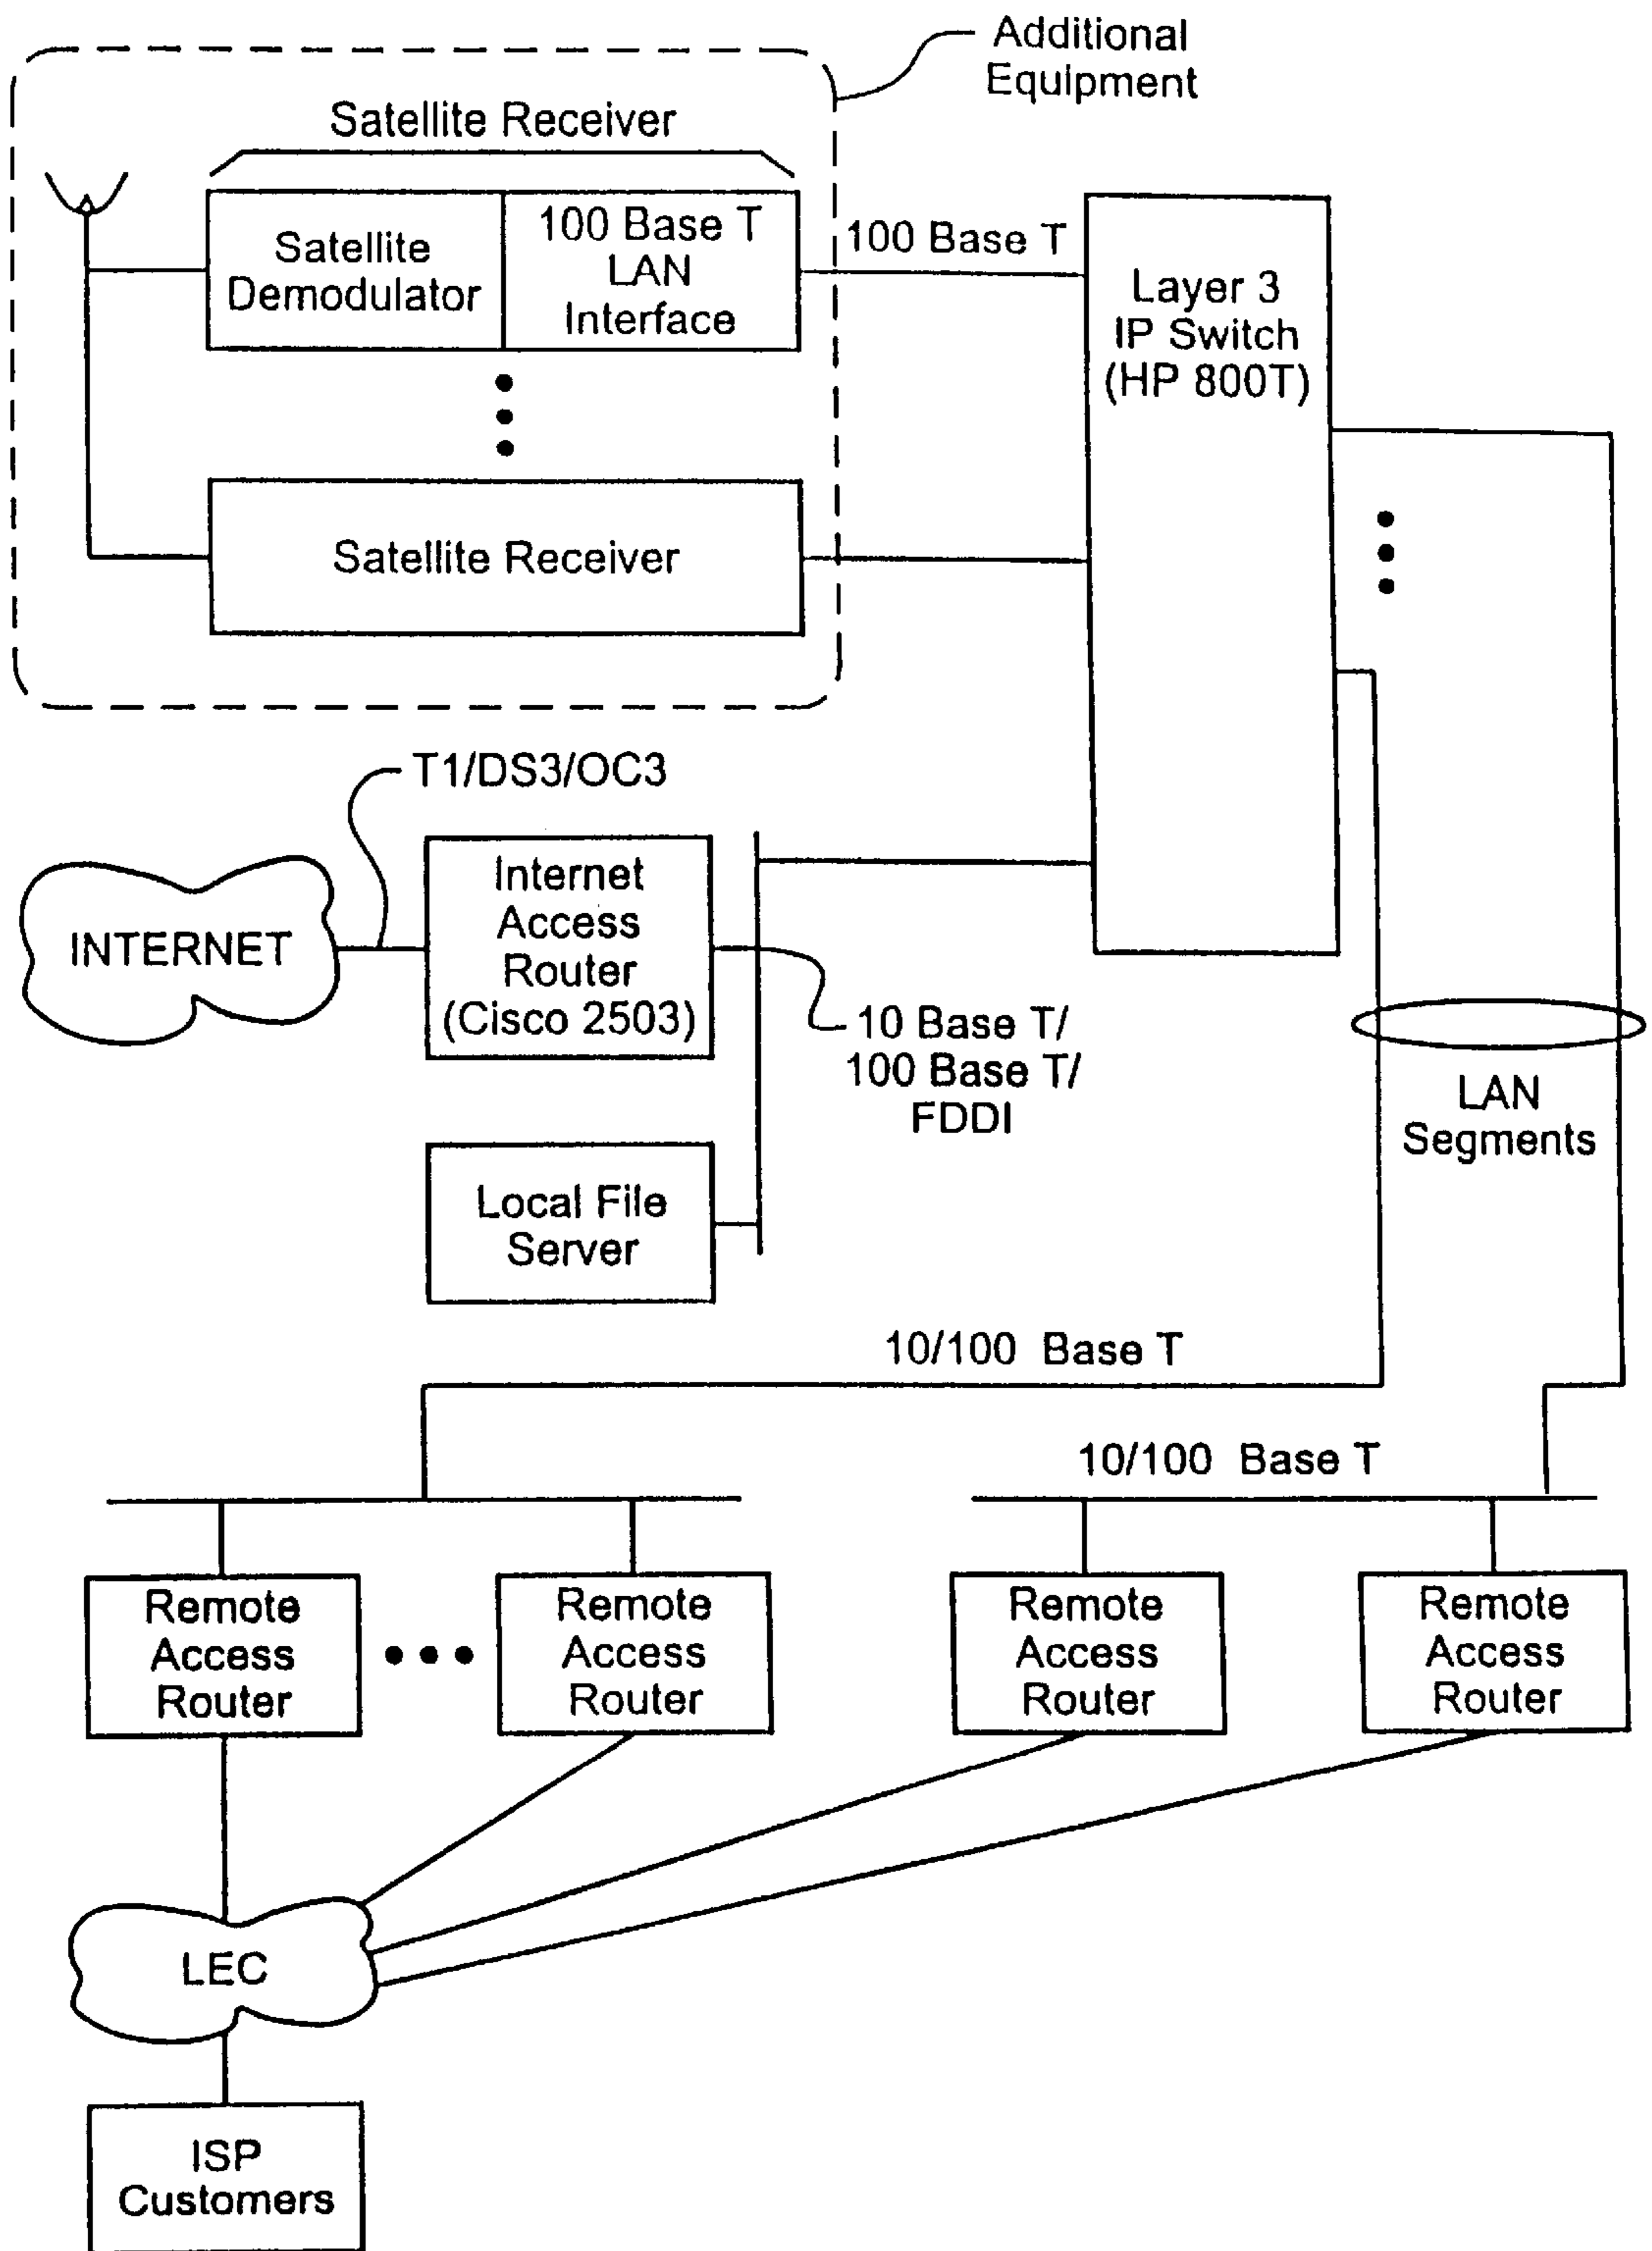 Additional
Equipment
Satellite Receiver
Satellite
Demodulator
100 Base T
LAN
Interface
100 Base T
Layer 3
IP Switch
(HP 800T)
Satellite Receiver
T1/DS3/OC3
INTERNET
Internet
Access
Router
(Cisco 2503)
10 Base T/
100 Base T/
FDDI
LAN
Segments
Local File
Server
10/100 Base T
10/100 Base T
Remote
Access
Router
Remote
Access
Router
Remote
Access
Router
Remote
Access
Router
LEC
ISP
Customers